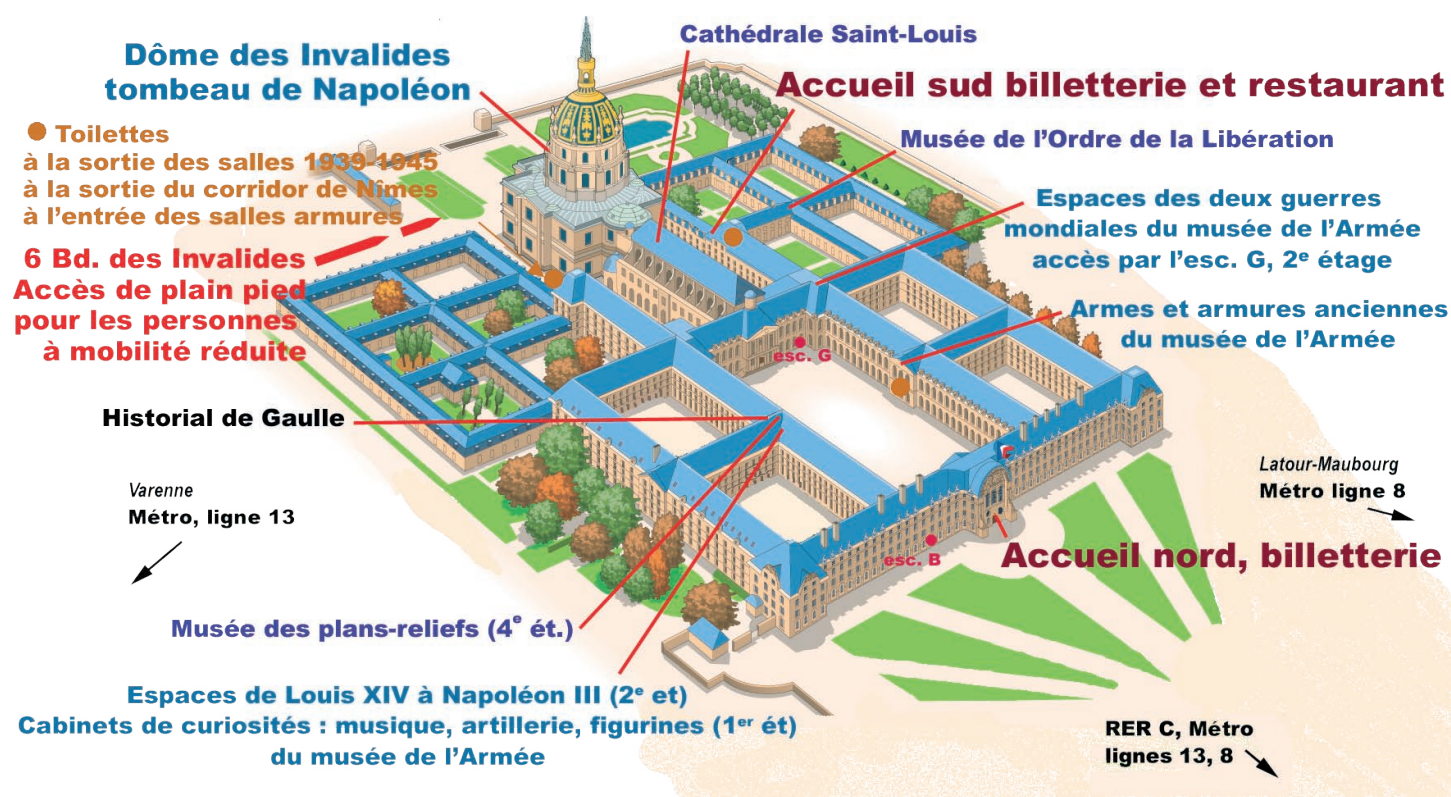 Cathédrale Saint-Louis
Dôme des Invalides
tombeau de Napoléon
Accueil sud billetterie et restaurant
Toilettes
à la sortie des salles 1939-1945
à la sortie du corridor de Nîmes
à l’entrée des salles armures
Musée de l’Ordre de la Libération
Espaces des deux guerres
mondiales du musée de l’Armée
accès par l’esc. G, 2e étage
6 Bd. des Invalides
Accès de plain pied
pour les personnes
à mobilité réduite
Armes et armures anciennes
du musée de l’Armée
esc. G
Historial de Gaulle
Varenne
Métro, ligne 13
Latour-Maubourg
Métro ligne 8
esc. B
Accueil nord, billetterie
Musée des plans-reliefs (4e ét.)
Espaces de Louis XIV à Napoléon III (2e et)
Cabinets de curiosités : musique, artillerie, figurines (1er ét)
du musée de l’Armée
RER C, Métro
lignes 13, 8